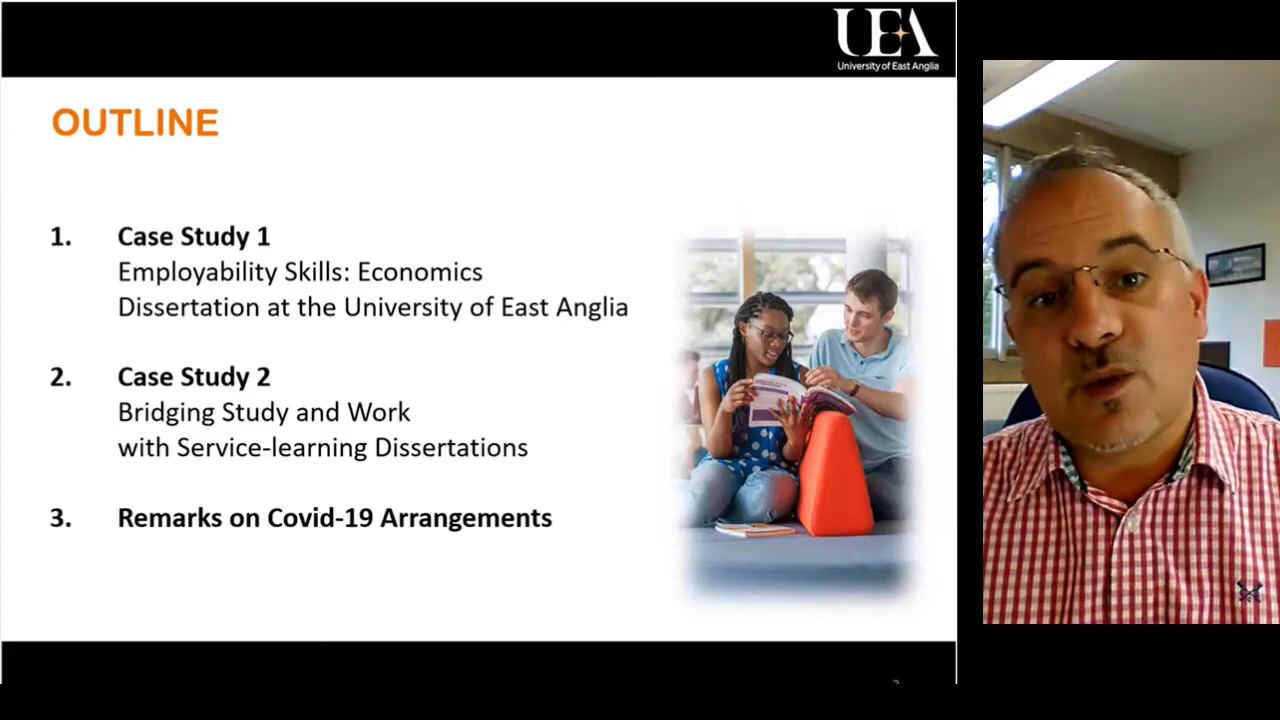 UEA
University of East Anglia
OUTLINE
1. Case Study 1
Employability Skills: Economics
Dissertation at the University of East Anglia
2. Case Study 2
Bridging Study and Work
with Service-learning Dissertations
3. Remarks on Covid-19 Arrangements